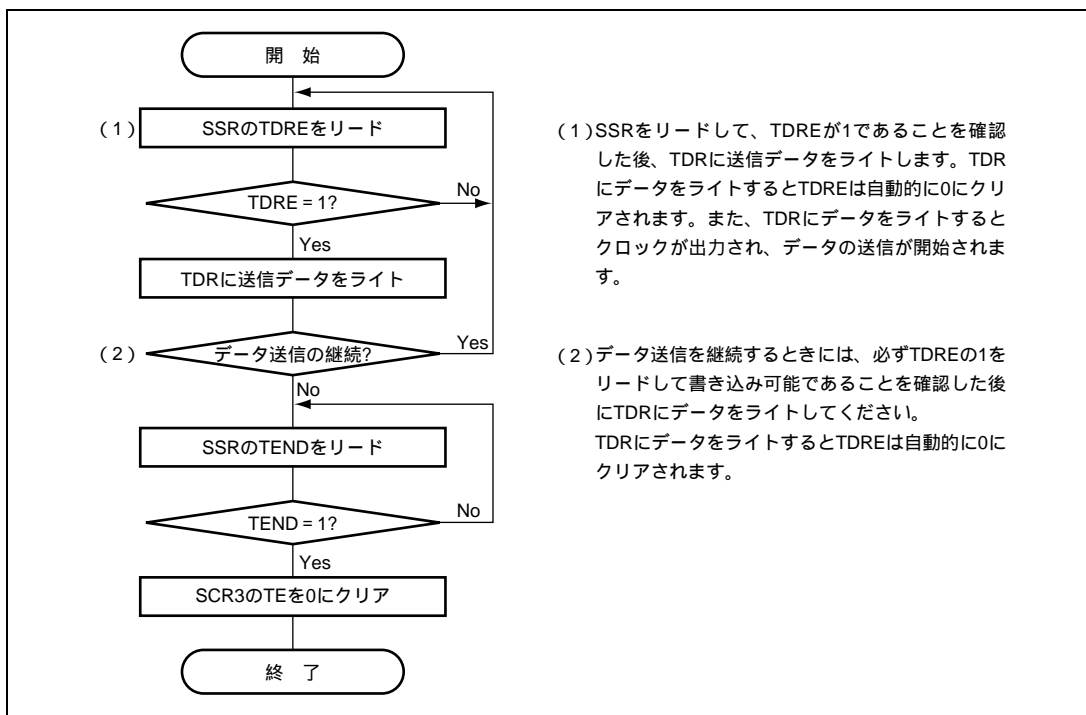 開　始
(1)
SSRのTDREをリード
TDRE = 1?
No
Yes
TDRに送信データをライト
(2)
データ送信の継続?
Yes
No
SSRのTENDをリード
TEND = 1?
No
Yes
SCR3のTEを0にクリア
終　了
(1)SSRをリードして、TDREが1であることを確認
した後、TDRに送信データをライトします。TDR
にデータをライトするとTDREは自動的に0にクリ
アされます。また、TDRにデータをライトすると
クロックが出力され、データの送信が開始されま
す。
(2)データ送信を継続するときには、必ずTDREの1を
リードして書き込み可能であることを確認した後
にTDRにデータをライトしてください。
TDRにデータをライトするとTDREは自動的に0に
クリアされます。